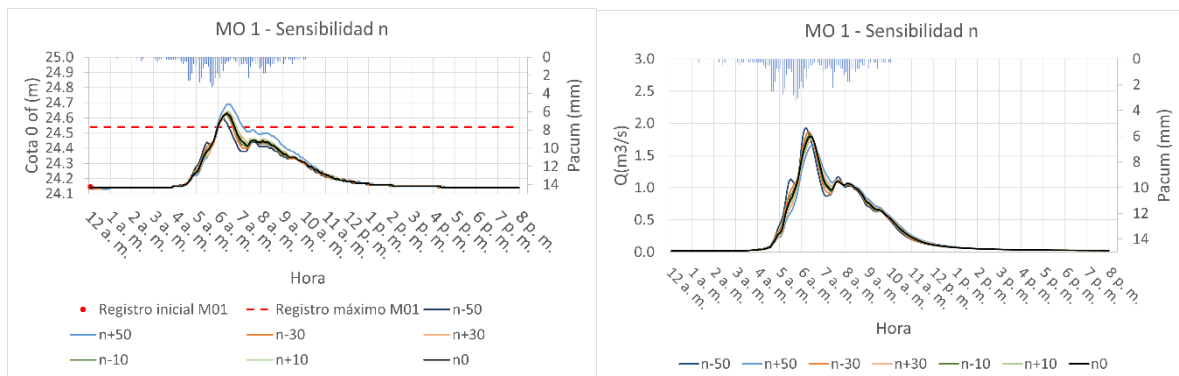 MO 1 - Sensibilidad n
Cota 0 of (m)
25.0
24.9
24.8
24.7
24.6
24.5
24.4
24.3
24.2
24.1
0
2
4
6
8
10
12
14
Pacum (mm)
12 a. m.
1 a. m.
2 a. m.
3 a. m.
4 a. m.
5 a. m.
6 a. m.
7 a. m.
8 a. m.
9 a. m.
10 a. m.
11 a. m.
12 p. m.
1 p. m.
2 p. m.
3 p. m.
4 p. m.
5 p. m.
6 p. m.
7 p. m.
8 p. m.
Hora
Registro inicial M01 Registro máximo M01 n-50
n+50 n-30 n+30
n-10 n+10 n0
MO 1 - Sensibilidad n
Q(m3/s)
3.0
2.5
2.0
1.5
1.0
0.5
0.0
0
2
4
6
8
10
12
14
Pacum (mm)
12 a. m.
1 a. m.
2 a. m.
3 a. m.
4 a. m.
5 a. m.
6 a. m.
7 a. m.
8 a. m.
9 a. m.
10 a. m.
11 a. m.
12 p. m.
1 p. m.
2 p. m.
3 p. m.
4 p. m.
5 p. m.
6 p. m.
7 p. m.
8 p. m.
Hora
n-50 n+50 n-30 n+30 n-10 n+10 n0